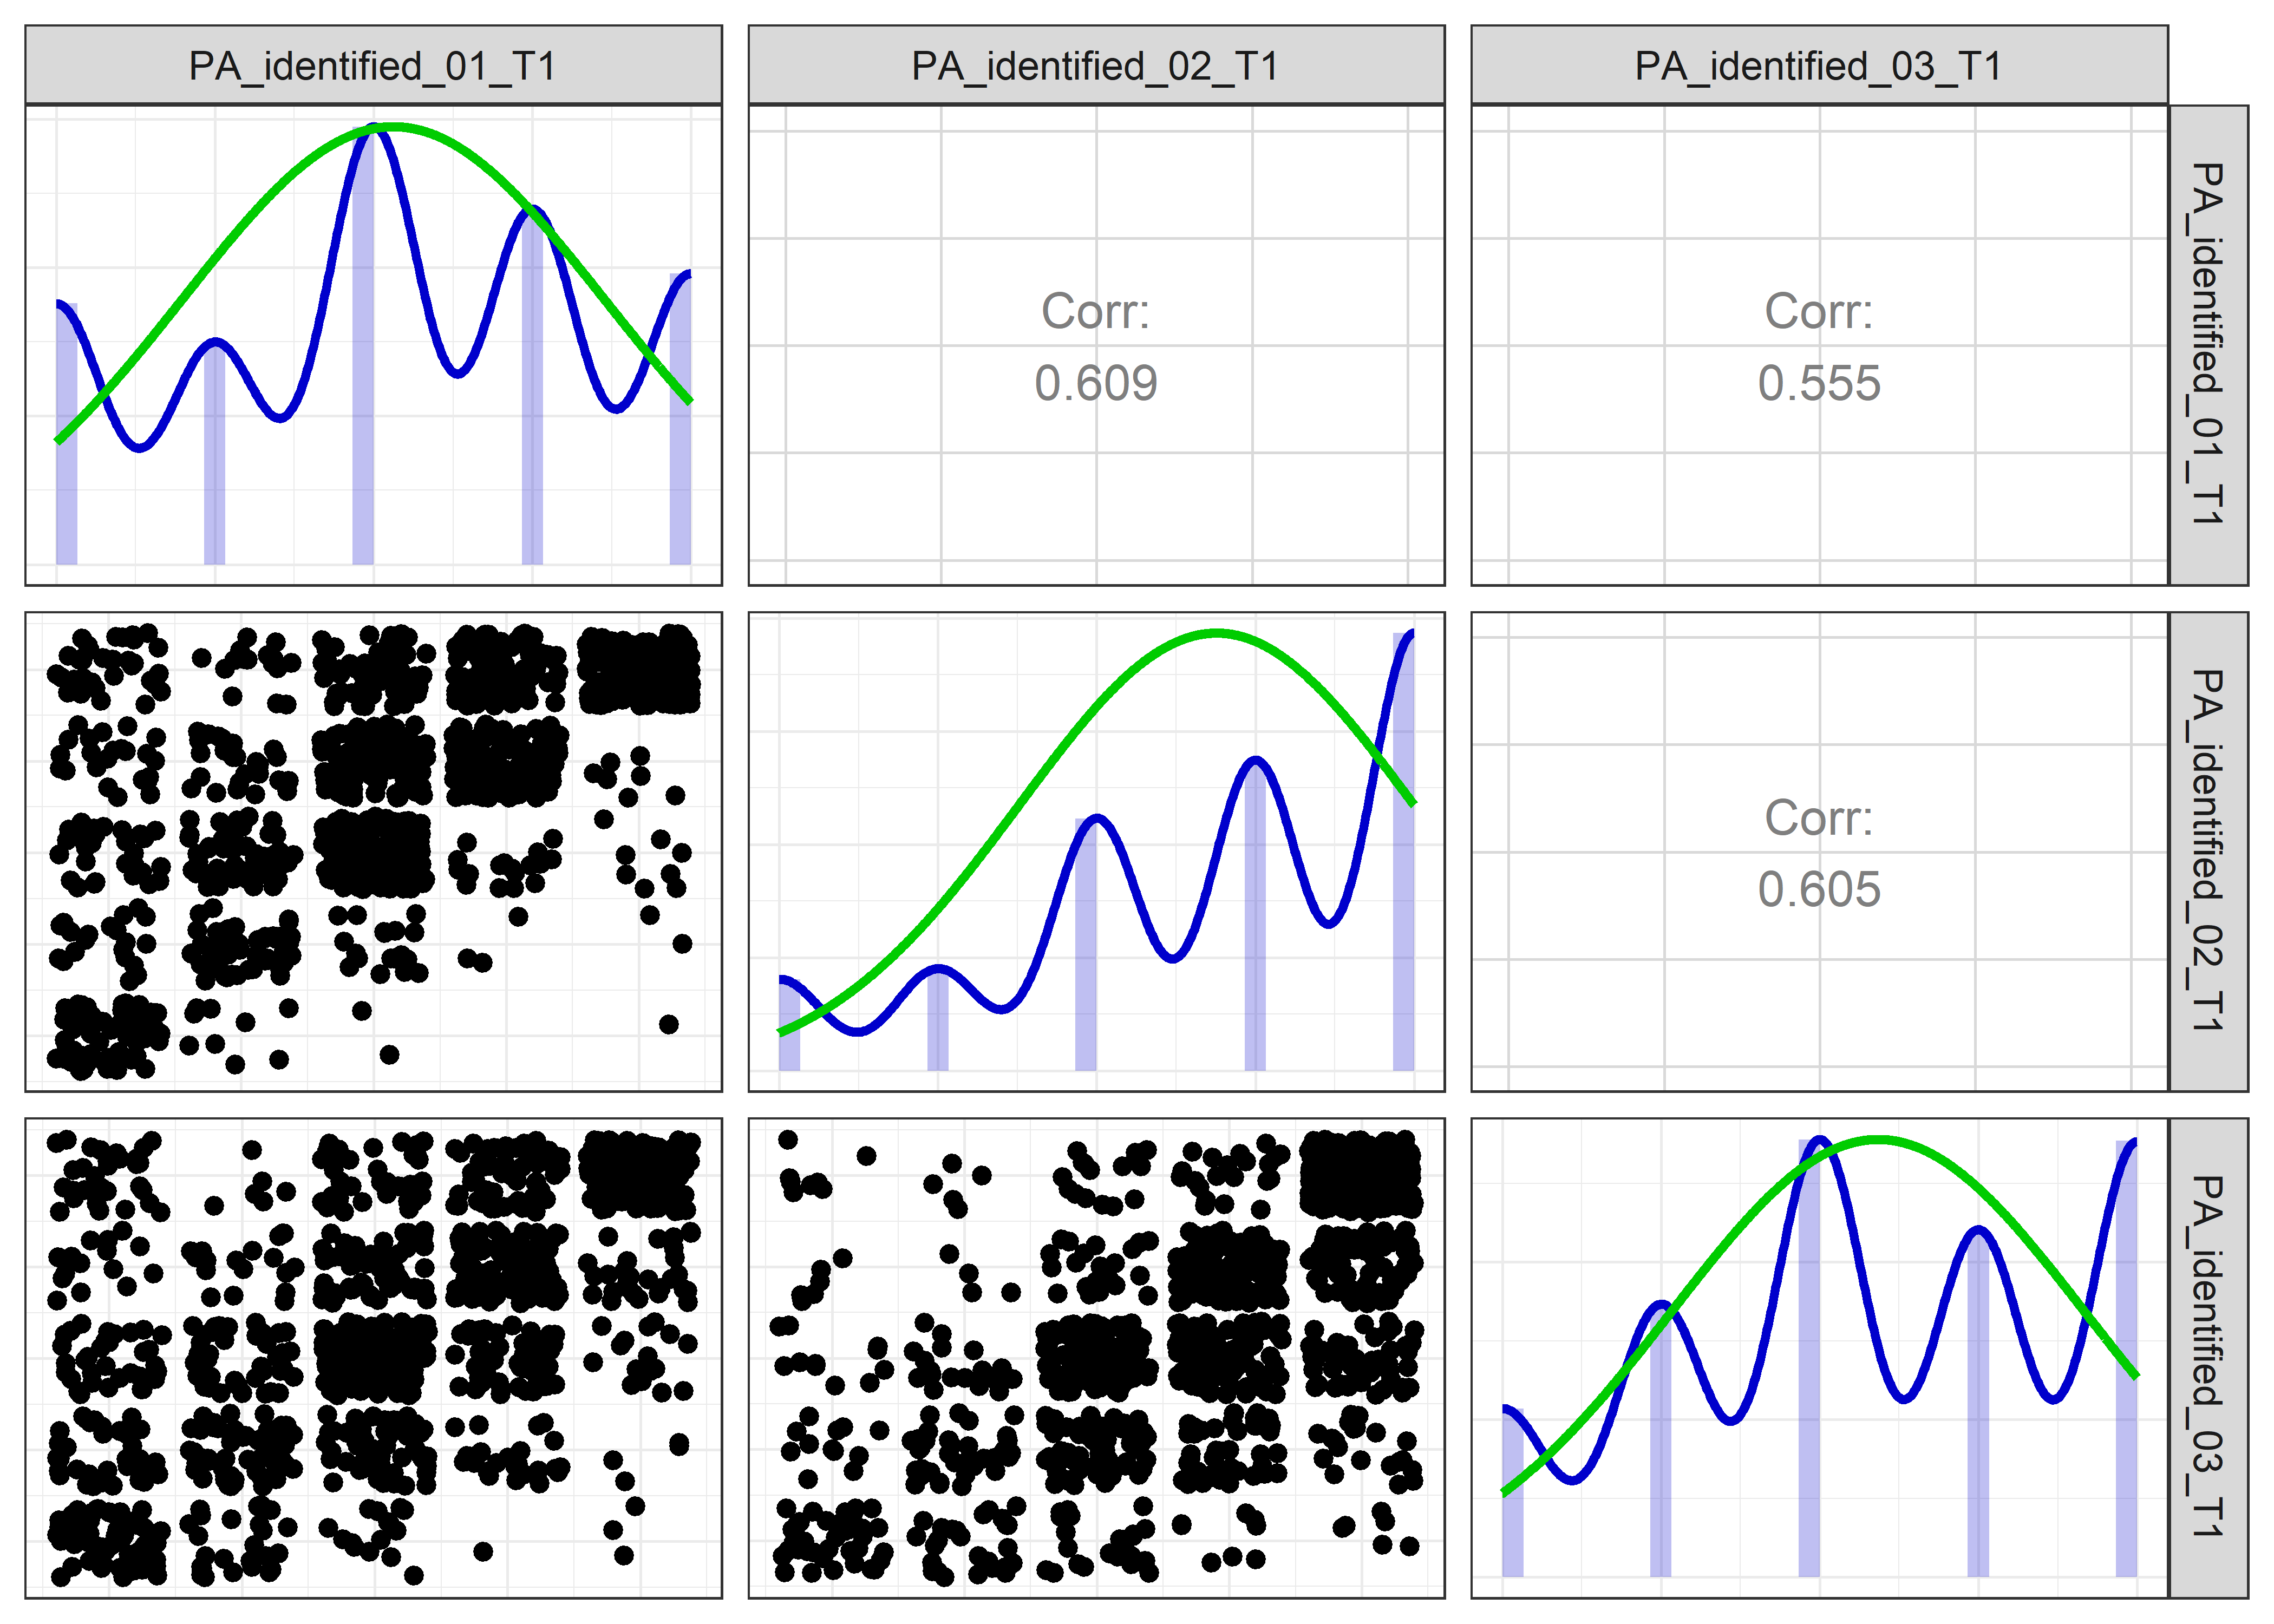 PA_identified_01_T1
PA_identified_02_T1
PA_identified_03_T1
Corr:
0.609
Corr:
0.555
PA_identified_01_T1
Corr:
0.605
PA_identified_02_T1
PA_identified_03_T1